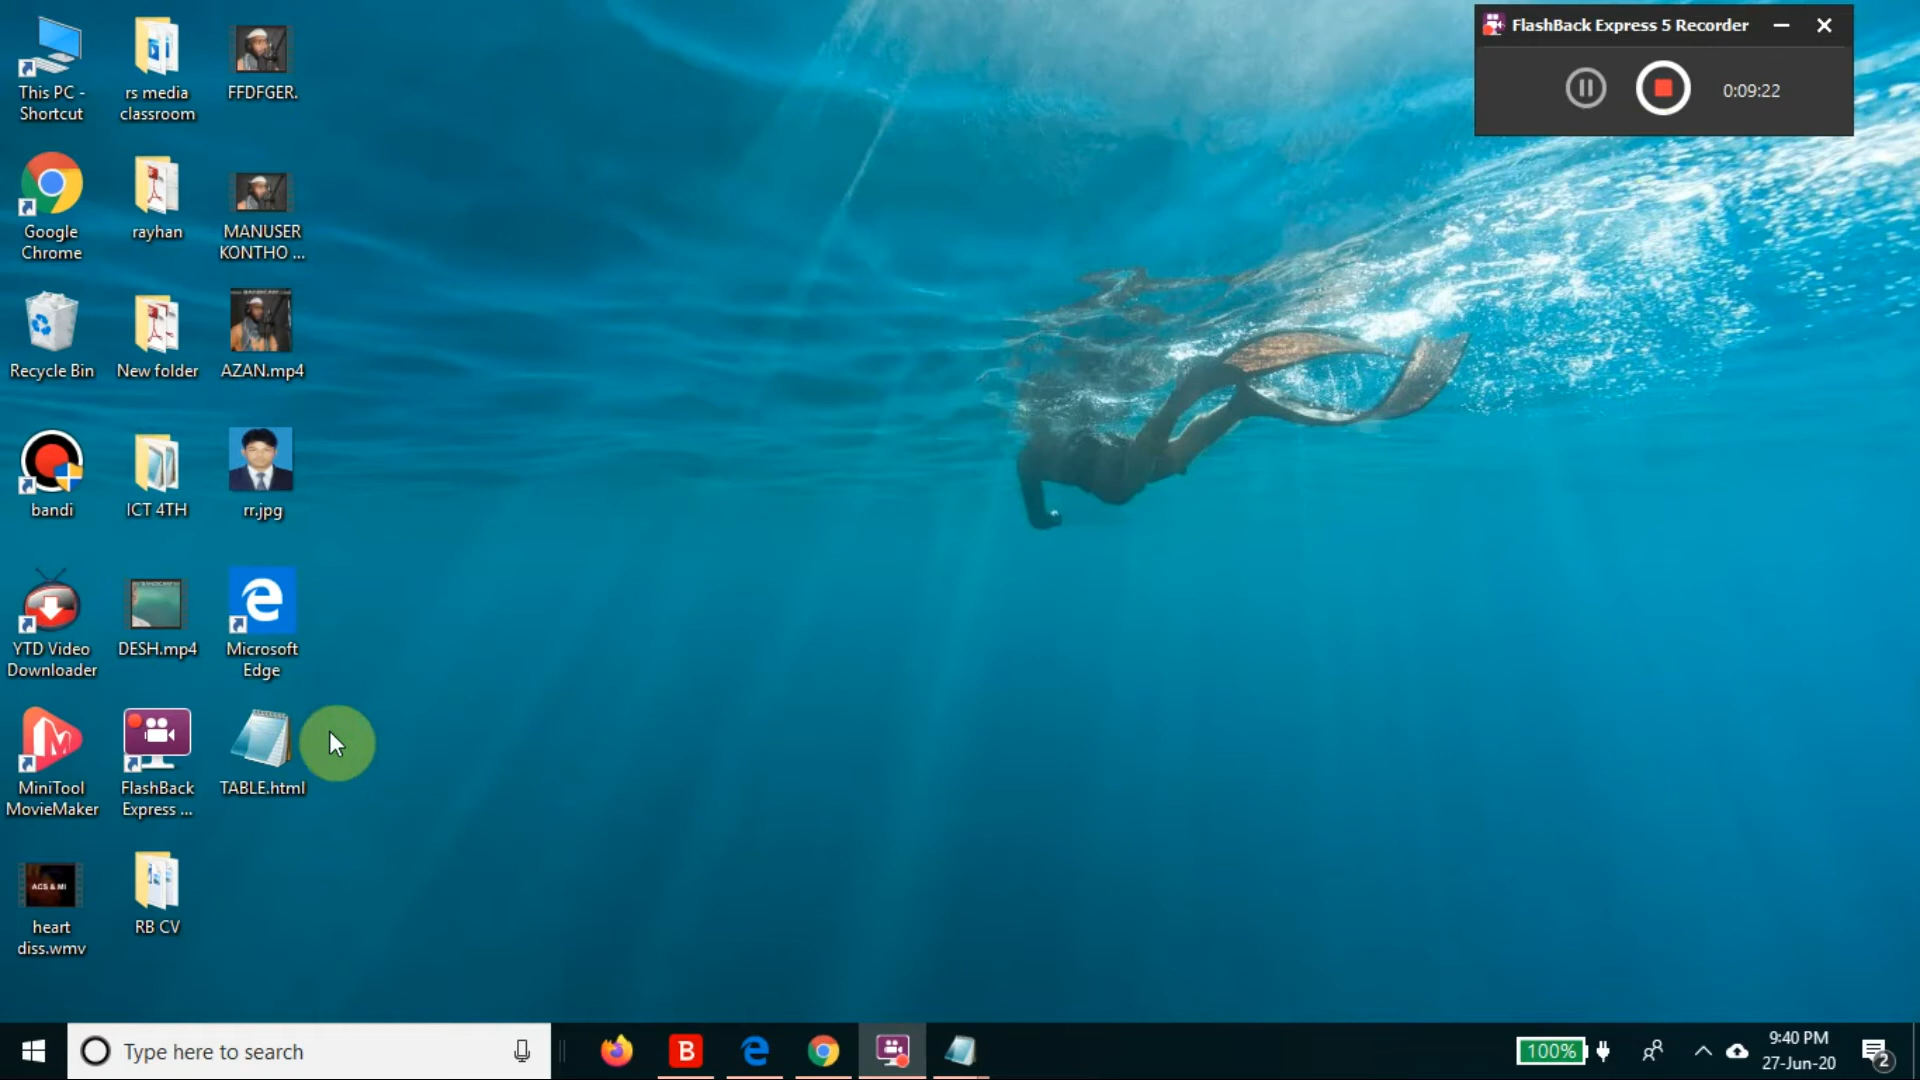 FlashBack Express 5 Recorder
0:09:22
This PC -
Shortcut
rs media
classroom
FFDFGER.
Google
Chrome
rayhan
MANUSER
KONTHO ...
Recycle Bin
New folder
AZAN.mp4
bandi
ICT 4TH
rr.jpg
YTD Video
Downloader
DESH.mp4
Microsoft
Edge
MiniTool
MovieMaker
FlashBack
Express ...
TABLE.html
ACS & MI
heart
diss.wmv
RB CV
Type here to search
B
100%
9:40 PM
27-Jun-20
2